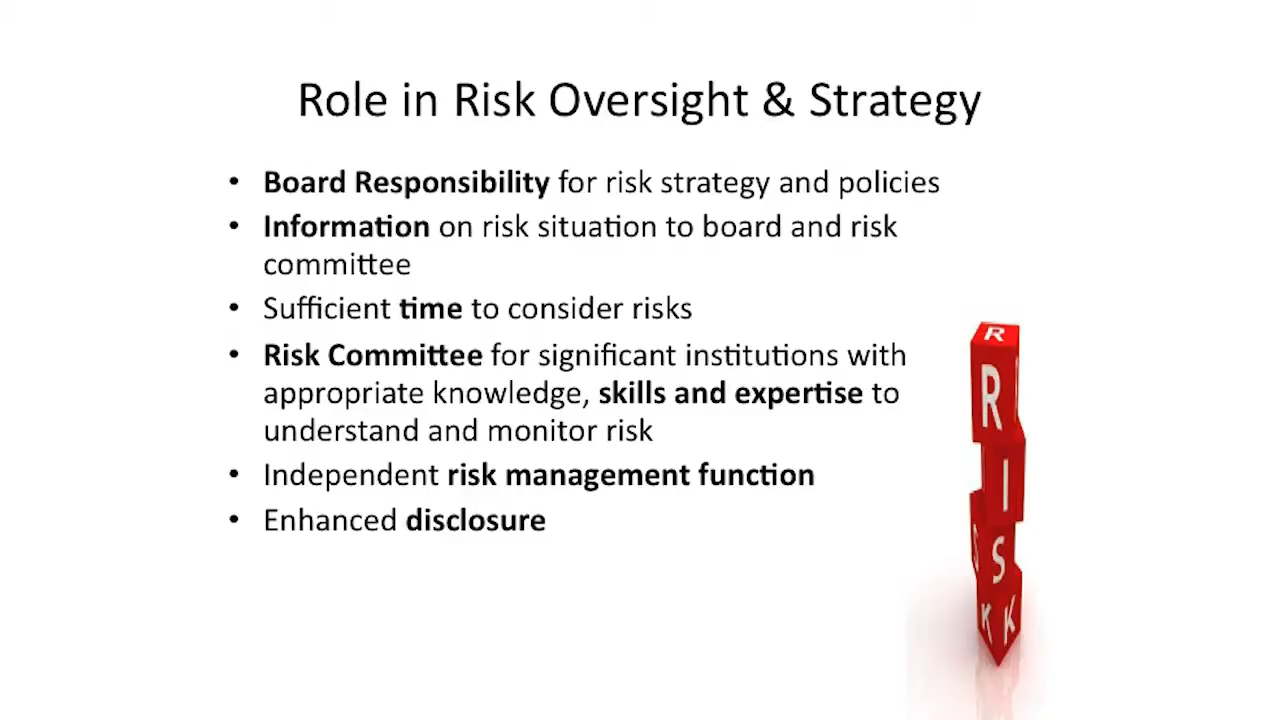 Role in Risk Oversight & Strategy
• Board Responsibility for risk strategy and policies
• Information on risk situation to board and risk
committee
• Sufficient time to consider risks
• Risk Committee for significant institutions with
appropriate knowledge, skills and expertise to
understand and monitor risk
• Independent risk management function
• Enhanced disclosure
R
R
I
I
S
S
K
K